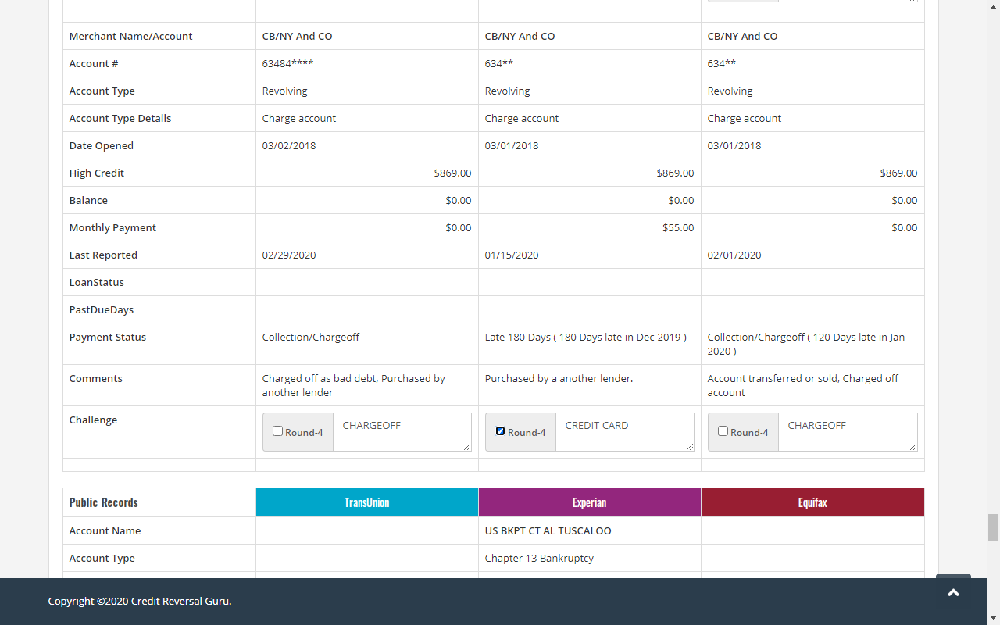 Merchant Name/Account CB/NY And CO CB/NY And CO CB/NY And CO
Account # 63484**** 634** 634**
Account Type Revolving Revolving Revolving
Account Type Details Charge account Charge account Charge account
Date Opened 03/02/2018 03/01/2018 03/01/2018
High Credit $869.00 $869.00 $869.00
Balance $0.00 $0.00 $0.00
Monthly Payment $0.00 $55.00 $0.00
Last Reported 02/29/2020 01/15/2020 02/01/2020
LoanStatus
PastDueDays
Payment Status Collection/Chargeoff Late 180 Days ( 180 Days late in Dec-2019 ) Collection/Chargeoff ( 120 Days late in Jan-
2020 )
Comments Charged off as bad debt, Purchased by Purchased by a another lender. Account transferred or sold, Charged off
another lender account
Challenge Round-4 CHARGEOFF Round-4 CREDIT CARD Round-4 CHARGEOFF
Public Records TransUnion Experian Equifax
Account Name US BKPT CT AL TUSCALOO
Account Type Chapter 13 Bankruptcy
Copyright ©2020 Credit Reversal Guru.